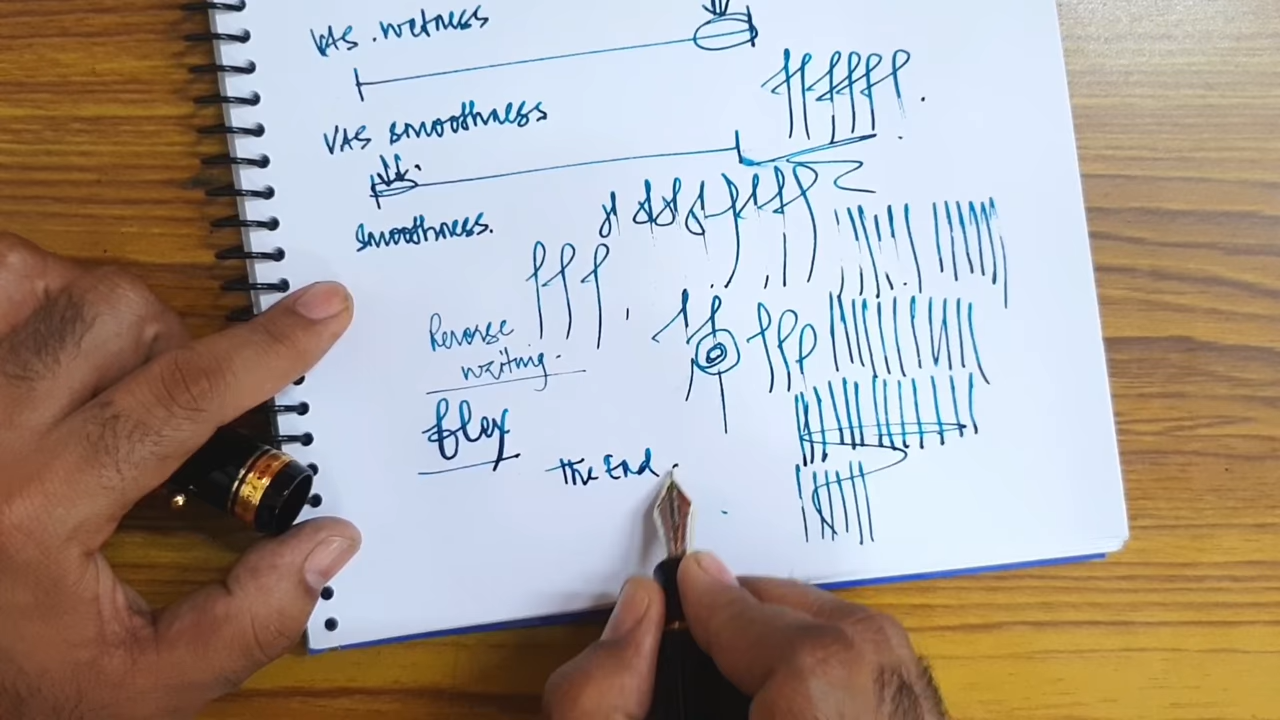 VAS . wetness
VAS smoothness
smoothness.
Reverse
writing.
flex
The End.